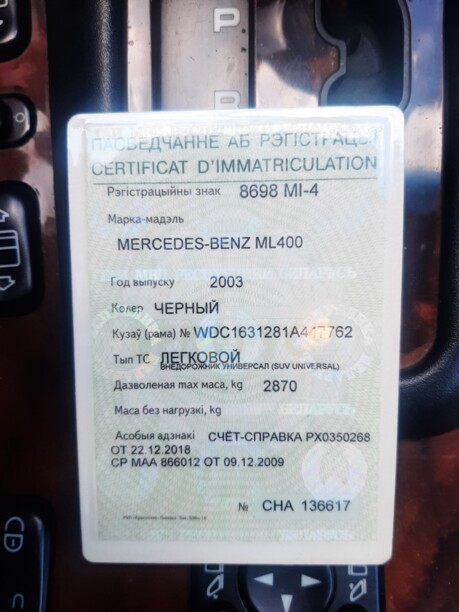 P
ПАСВЕДЧАННЕ АБ РЭГІСТРАЦЫІ
CERTIFICAT D'IMMATRICULATION
Рэгістрацыйны знак 8698 MI-4
Марка-мадэль
MERCEDES-BENZ ML400
Год выпуску 2003
Колер ЧЕРНЫЙ
Кузаў (рама) № WDC1631281A447762
Тып ТС ЛЕГКОВОЙ
ВНЕДОРОЖНИК УНИВЕРСАЛ (SUV UNIVERSAL)
Дазволеная max маса, kg 2870
Маса без нагрузкі, kg
Асобыя адзнакі СЧЁТ-СПРАВКА РХ0350268
ОТ 22.12.2018
СР МАА 866012 ОТ 09.12.2009
№ СНА 136617